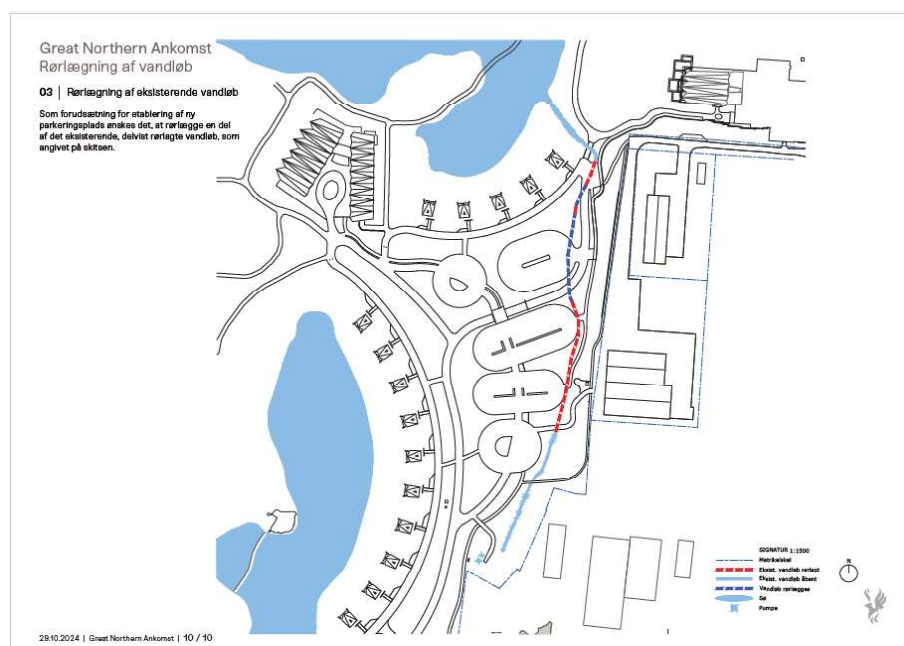 Great Northern Ankomst
Rørlægning af vandløb
03 | Rørlægning af eksisterende vandløb
Som forudsætning for etablering af ny
parkeringsplads ønskes det, at rørlægge en del
af det eksisterende, delvist rørlagte vandløb, som
angivet på skitsen.
SIGNATUR 1:1500
Matrikelskel
Eksist. vandløb rørlagt
Eksist. vandløb åbent
Vandløb rørlægges
Sø
Pumpe
N
29.10.2024 | Great Northern Ankomst | 10 / 10